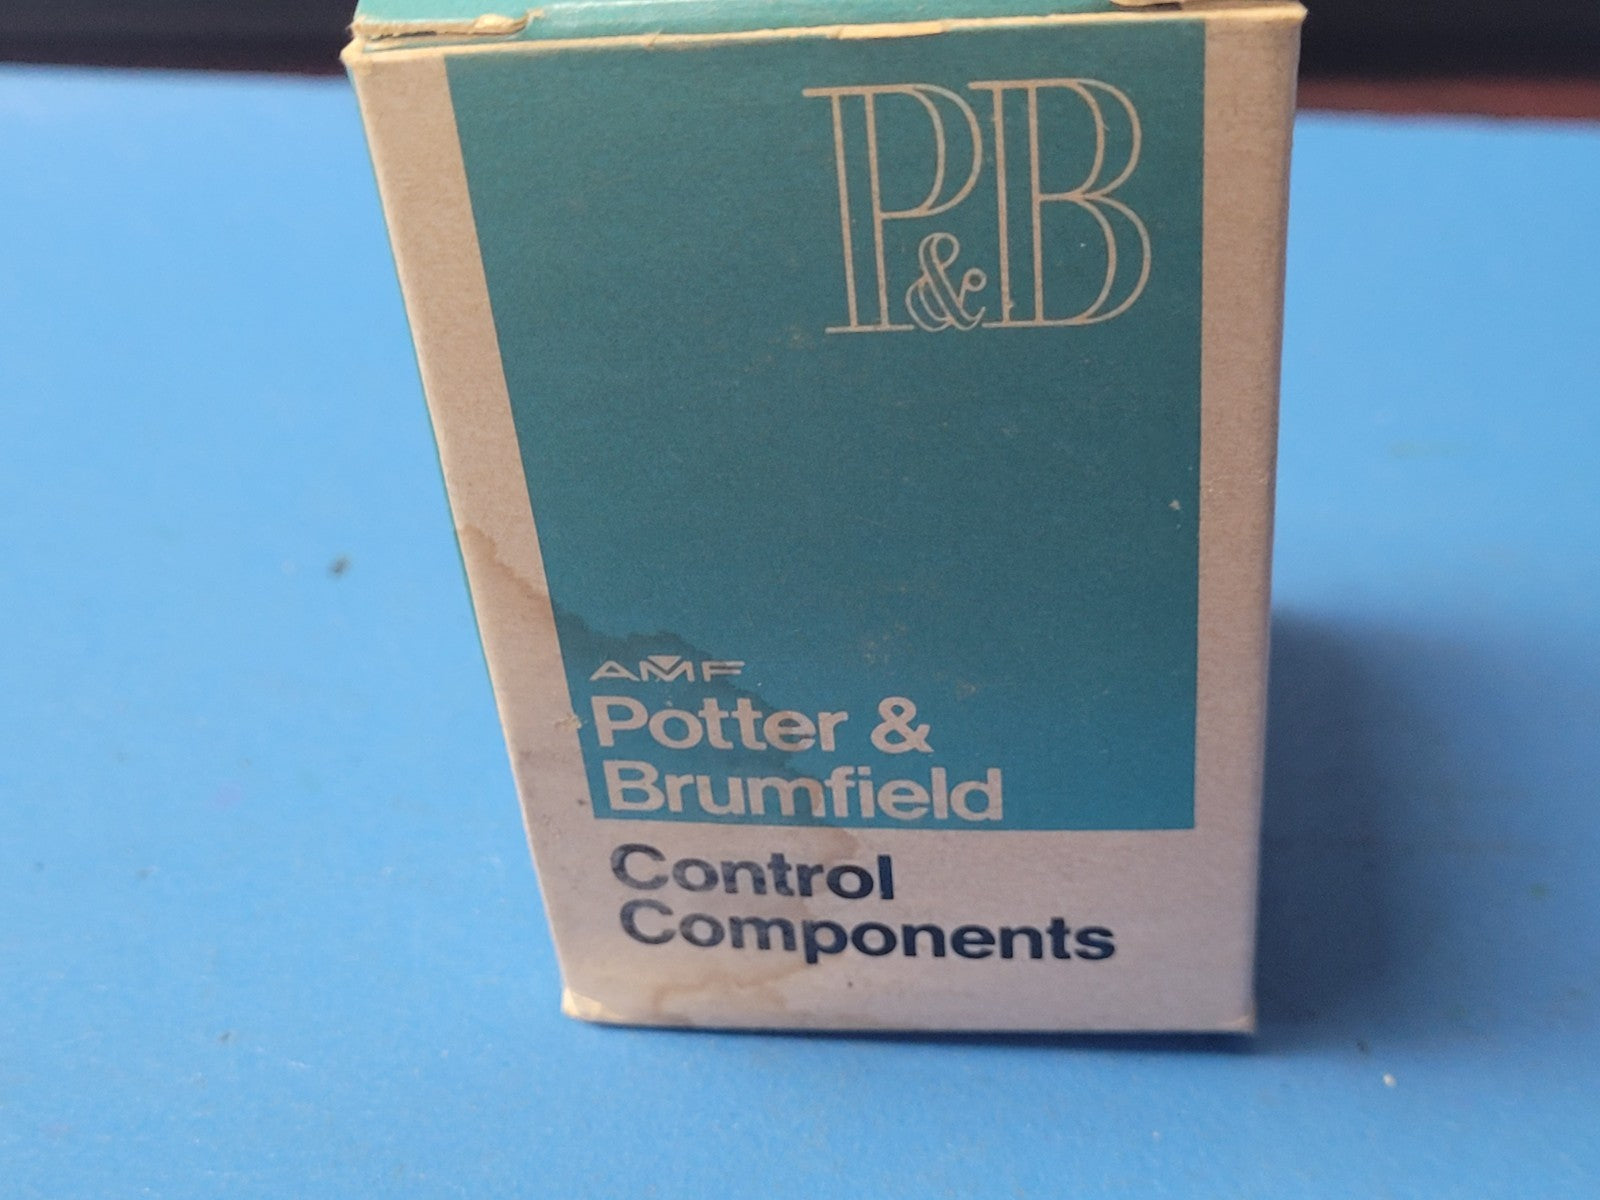 P&B
AMF
Potter &
Brumfield
Control
Components